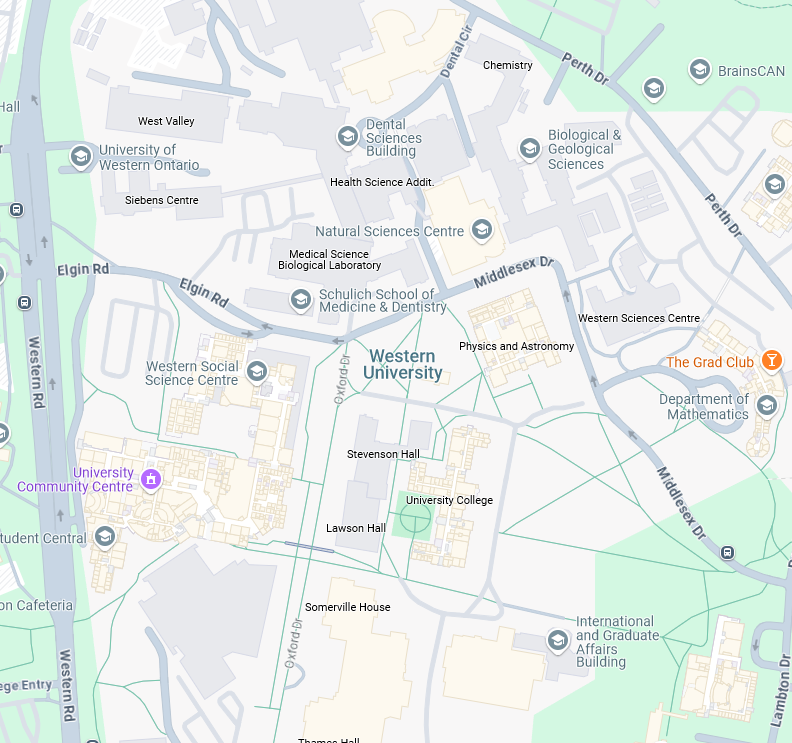 Dental Cir
Chemistry
Perth Dr
BrainsCAN
Hall
West Valley
Dental
Sciences
Building
Biological &
Geological
Sciences
University of
Western Ontario
Health Science Addit.
Siebens Centre
Perth Dr
Natural Sciences Centre
Medical Science
Biological Laboratory
Elgin Rd
Elgin Rd
Middlesex Dr
Schulich School of
Medicine & Dentistry
Western Sciences Centre
Western Rd
Physics and Astronomy
Western
University
Oxford Dr
Western Social
Science Centre
The Grad Club
Department of
Mathematics
Stevenson Hall
University
Community Centre
University College
Middlesex Dr
Lawson Hall
tudent Central
on Cafeteria
Somerville House
Oxford Dr
International
and Graduate
Affairs
Building
Western Rd
ege Entry
Lambton Dr
Thames Hall